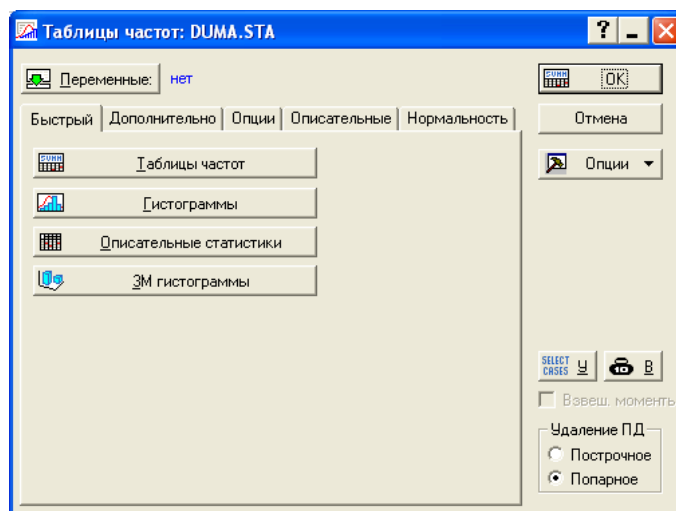 Таблицы частот: DUMA.STA
Переменные: нет
OK
Быстрый Дополнительно Опции Описательные Нормальность
Отмена
SUMM Таблицы частот
Опции
Гистограммы
Описательные статистики
3М гистограммы
SELECT CASES У
В
Взвеш. моменты
Удаление ПД
Построчное
Попарное